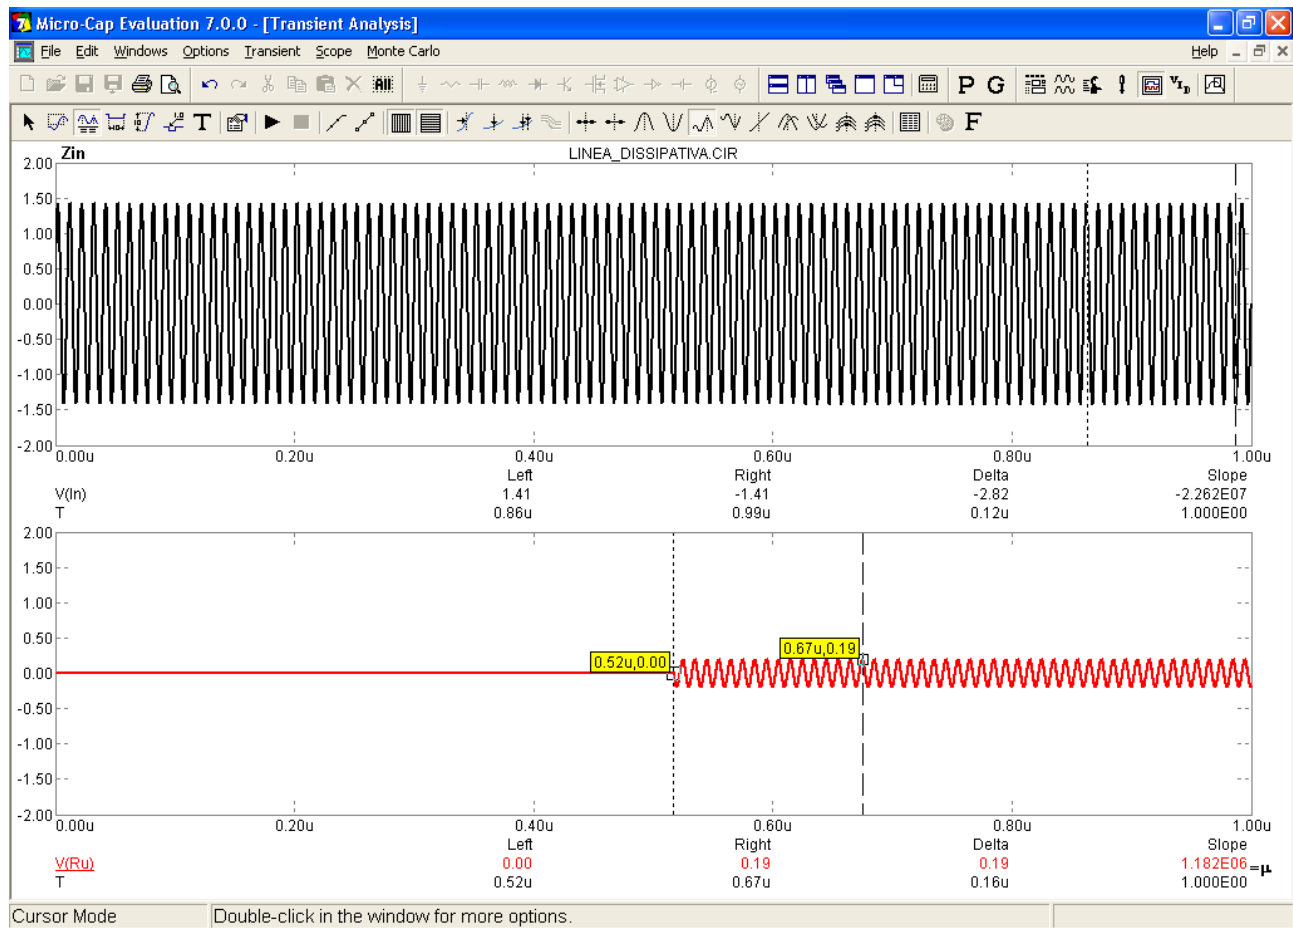 Micro-Cap Evaluation 7.0.0 - [Transient Analysis]
File Edit Windows Options Transient Scope Monte Carlo Help
All P G
T F
Zin LINEA_DISSIPATIVA.CIR
2.00
1.50
1.00
0.50
0.00
-0.50
-1.00
-1.50
-2.00
0.00u 0.20u 0.40u 0.60u 0.80u 1.00u
Left Right Delta Slope
V(In) 1.41 -1.41 -2.82 -2.262E07
T 0.86u 0.99u 0.12u 1.000E00
2.00
1.50
1.00
0.50
0.67u,0.19
0.52u,0.00
0.00
-0.50
-1.00
-1.50
-2.00
0.00u 0.20u 0.40u 0.60u 0.80u 1.00u
Left Right Delta Slope
V(Ru) 0.00 0.19 0.19 1.182E06 =μ
T 0.52u 0.67u 0.16u 1.000E00
Cursor Mode Double-click in the window for more options.